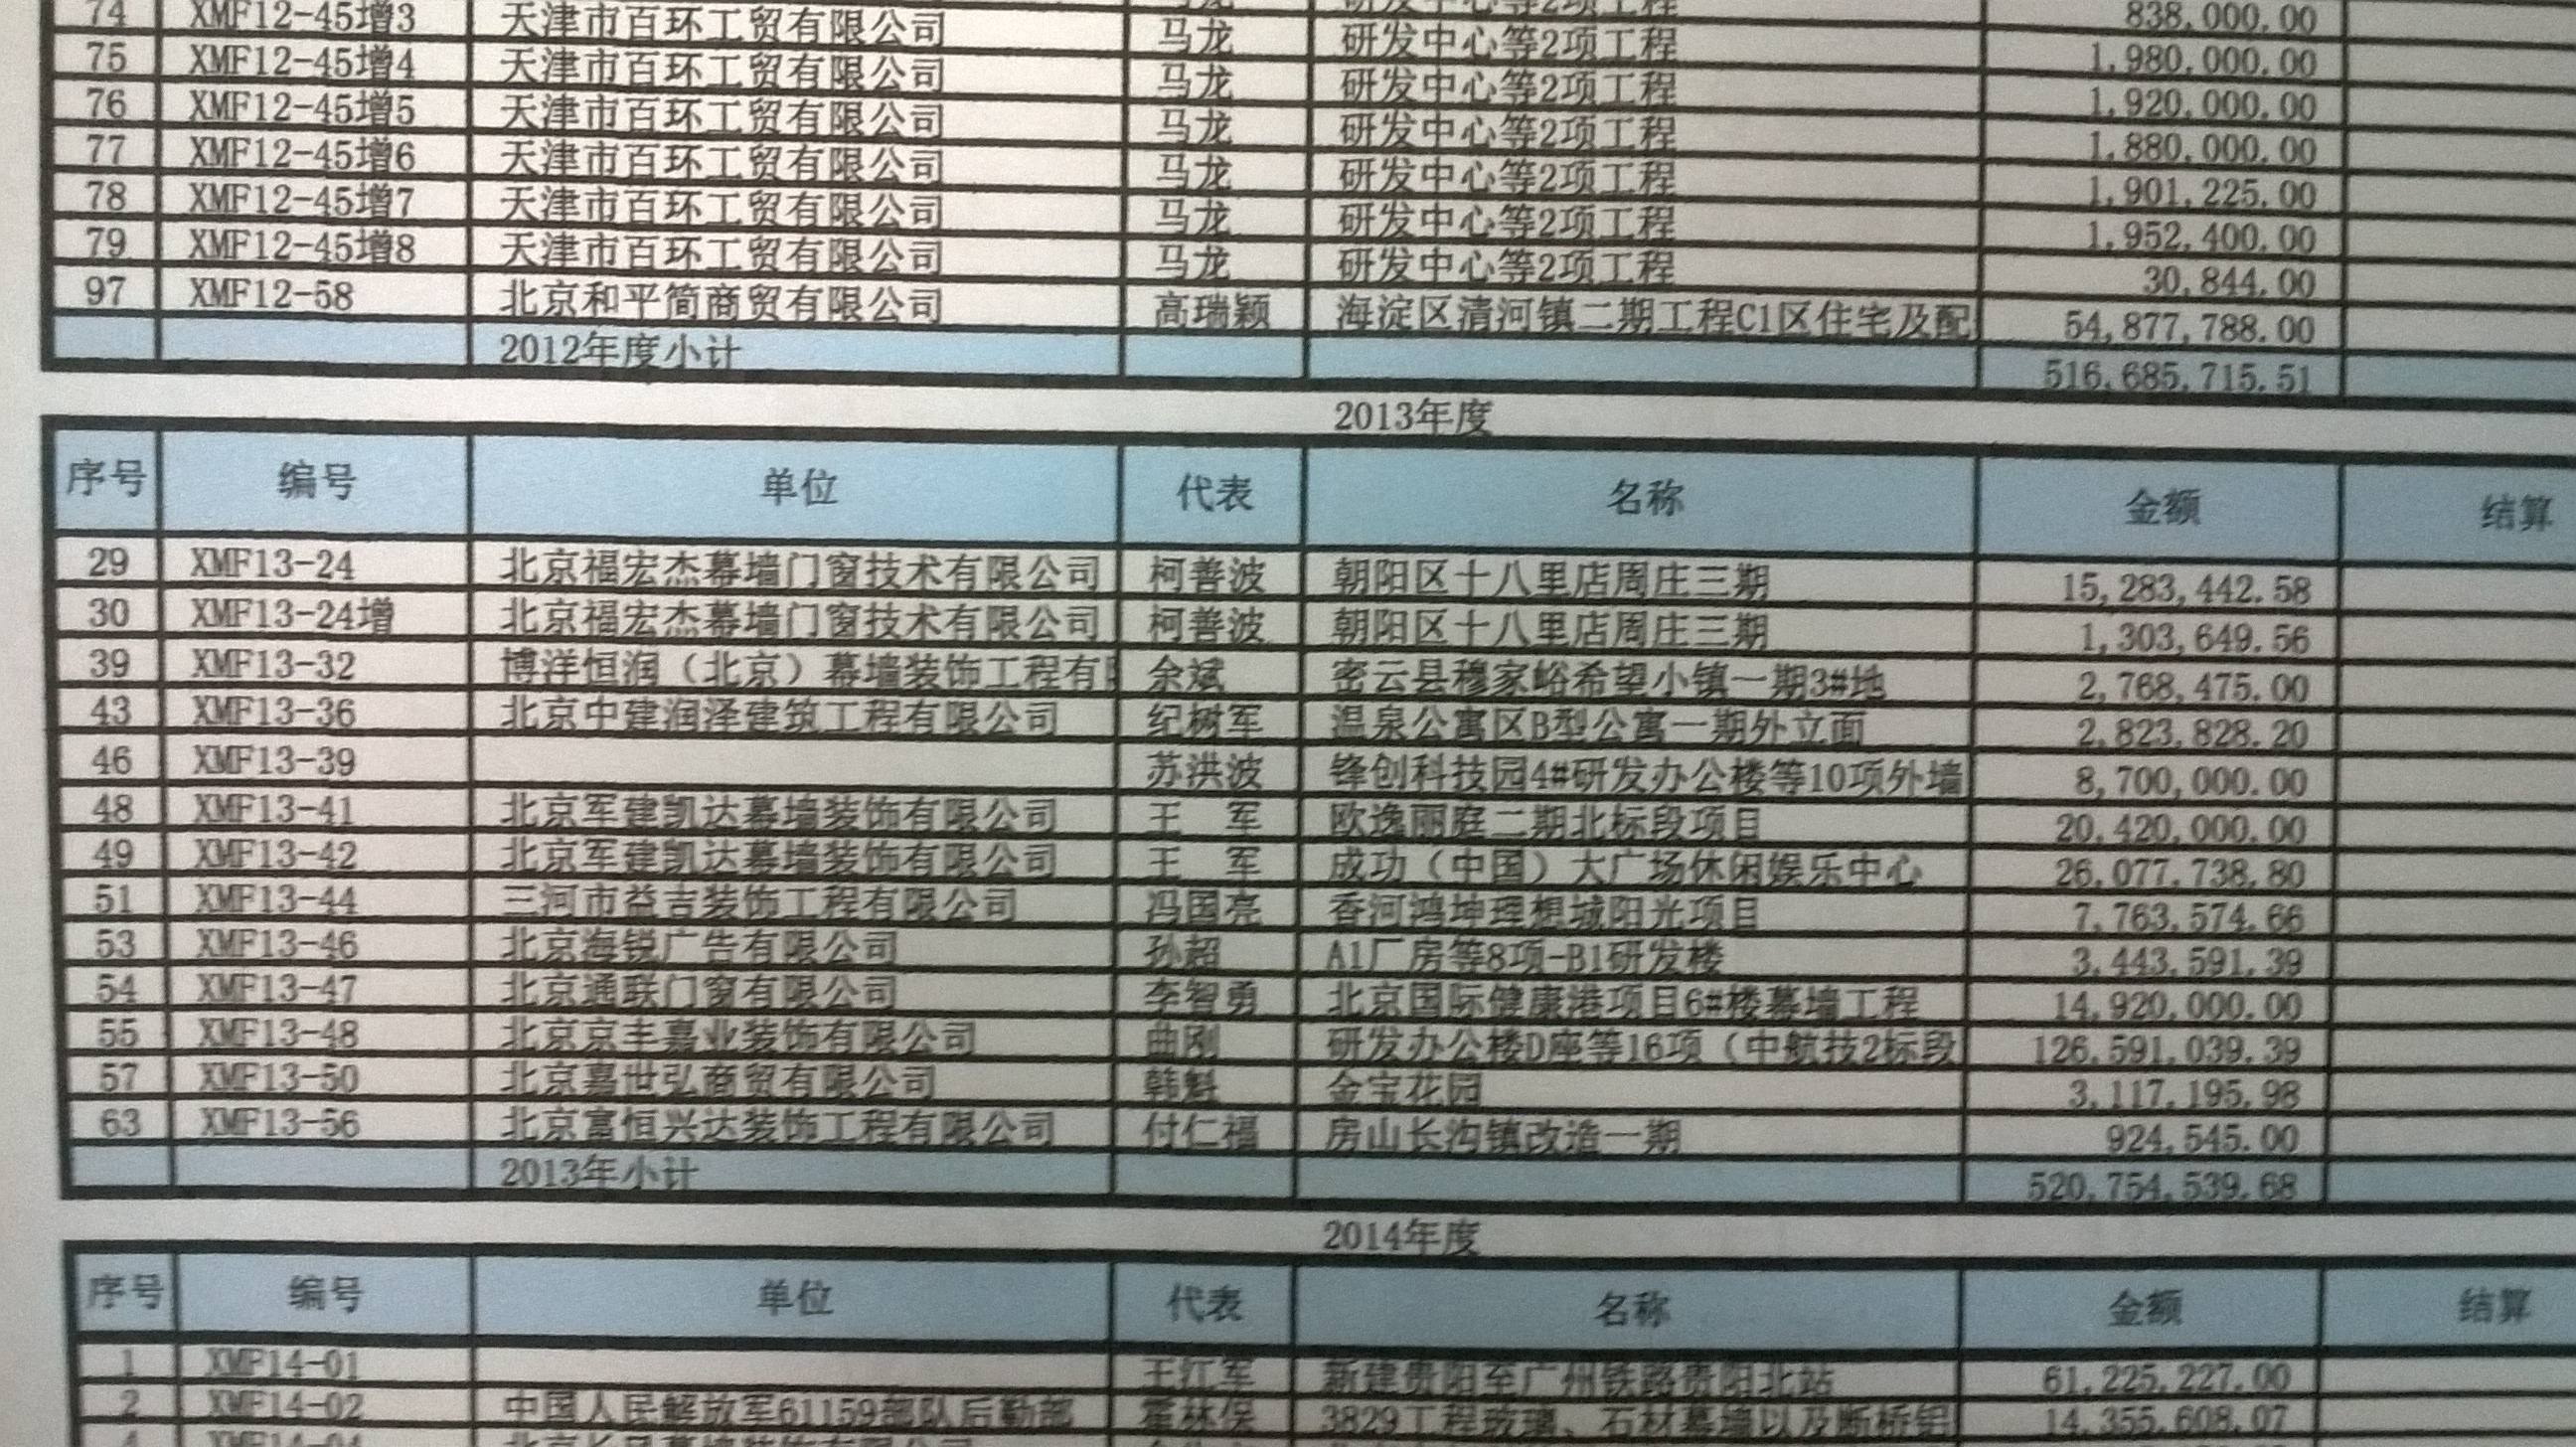 研发中心等2项工程 838,000.00
74 XMF12-45增3 天津市百环工贸有限公司 马龙 研发中心等2项工程 1,980,000.00
75 XMF12-45增4 天津市百环工贸有限公司 马龙 研发中心等2项工程 1,920,000.00
76 XMF12-45增5 天津市百环工贸有限公司 马龙 研发中心等2项工程 1,880,000.00
77 XMF12-45增6 天津市百环工贸有限公司 马龙 研发中心等2项工程 1,901,225.00
78 XMF12-45增7 天津市百环工贸有限公司 马龙 研发中心等2项工程 1,952,400.00
79 XMF12-45增8 天津市百环工贸有限公司 马龙 研发中心等2项工程 30,844.00
97 XMF12-58 北京和平简商贸有限公司 高瑞颖 海淀区清河镇二期工程C1区住宅及配 54,877,788.00
2012年度小计 516,685,715.51
2013年度
序号 编号 单位 代表 名称 金额 结算
29 XMF13-24 北京福宏杰幕墙门窗技术有限公司 柯善波 朝阳区十八里店周庄三期 15,283,442.58
30 XMF13-24增 北京福宏杰幕墙门窗技术有限公司 柯善波 朝阳区十八里店周庄三期 1,303,649.56
39 XMF13-32 博洋恒润（北京）幕墙装饰工程有 余斌 密云县穆家峪希望小镇一期3#地 2,768,475.00
43 XMF13-36 北京中建润泽建筑工程有限公司 纪树军 温泉公寓区B型公寓一期外立面 2,823,828.20
46 XMF13-39 苏洪波 锋创科技园4#研发办公楼等10项外墙 8,700,000.00
48 XMF13-41 北京军建凯达幕墙装饰有限公司 王 军 欧逸丽庭二期北标段项目 20,420,000.00
49 XMF13-42 北京军建凯达幕墙装饰有限公司 王 军 成功（中国）大广场休闲娱乐中心 26,077,738.80
51 XMF13-44 三河市益吉装饰工程有限公司 冯国亮 香河鸿坤理想城阳光项目 7,763,574.66
53 XMF13-46 北京海锐广告有限公司 孙超 A1厂房等8项-B1研发楼 3,443,591.39
54 XMF13-47 北京通联门窗有限公司 李智勇 北京国际健康港项目6#楼幕墙工程 14,920,000.00
55 XMF13-48 北京京丰嘉业装饰有限公司 曲刚 研发办公楼D座等16项（中航技2标段 126,591,039.39
57 XMF13-50 北京嘉世弘商贸有限公司 韩魁 金宝花园 3,117,195.98
63 XMF13-56 北京富恒兴达装饰工程有限公司 付仁福 房山长沟镇改造一期 924,545.00
2013年小计 520,754,539.68
2014年度
序号 编号 单位 代表 名称 金额 结算
1 XMF14-01 王红军 新建贵阳至广州铁路贵阳北站 61,225,227.00
2 XMF14-02 中国人民解放军61159部队后勤部 霍林保 3829工程玻璃、石材幕墙以及断桥铝 14,355,608.07